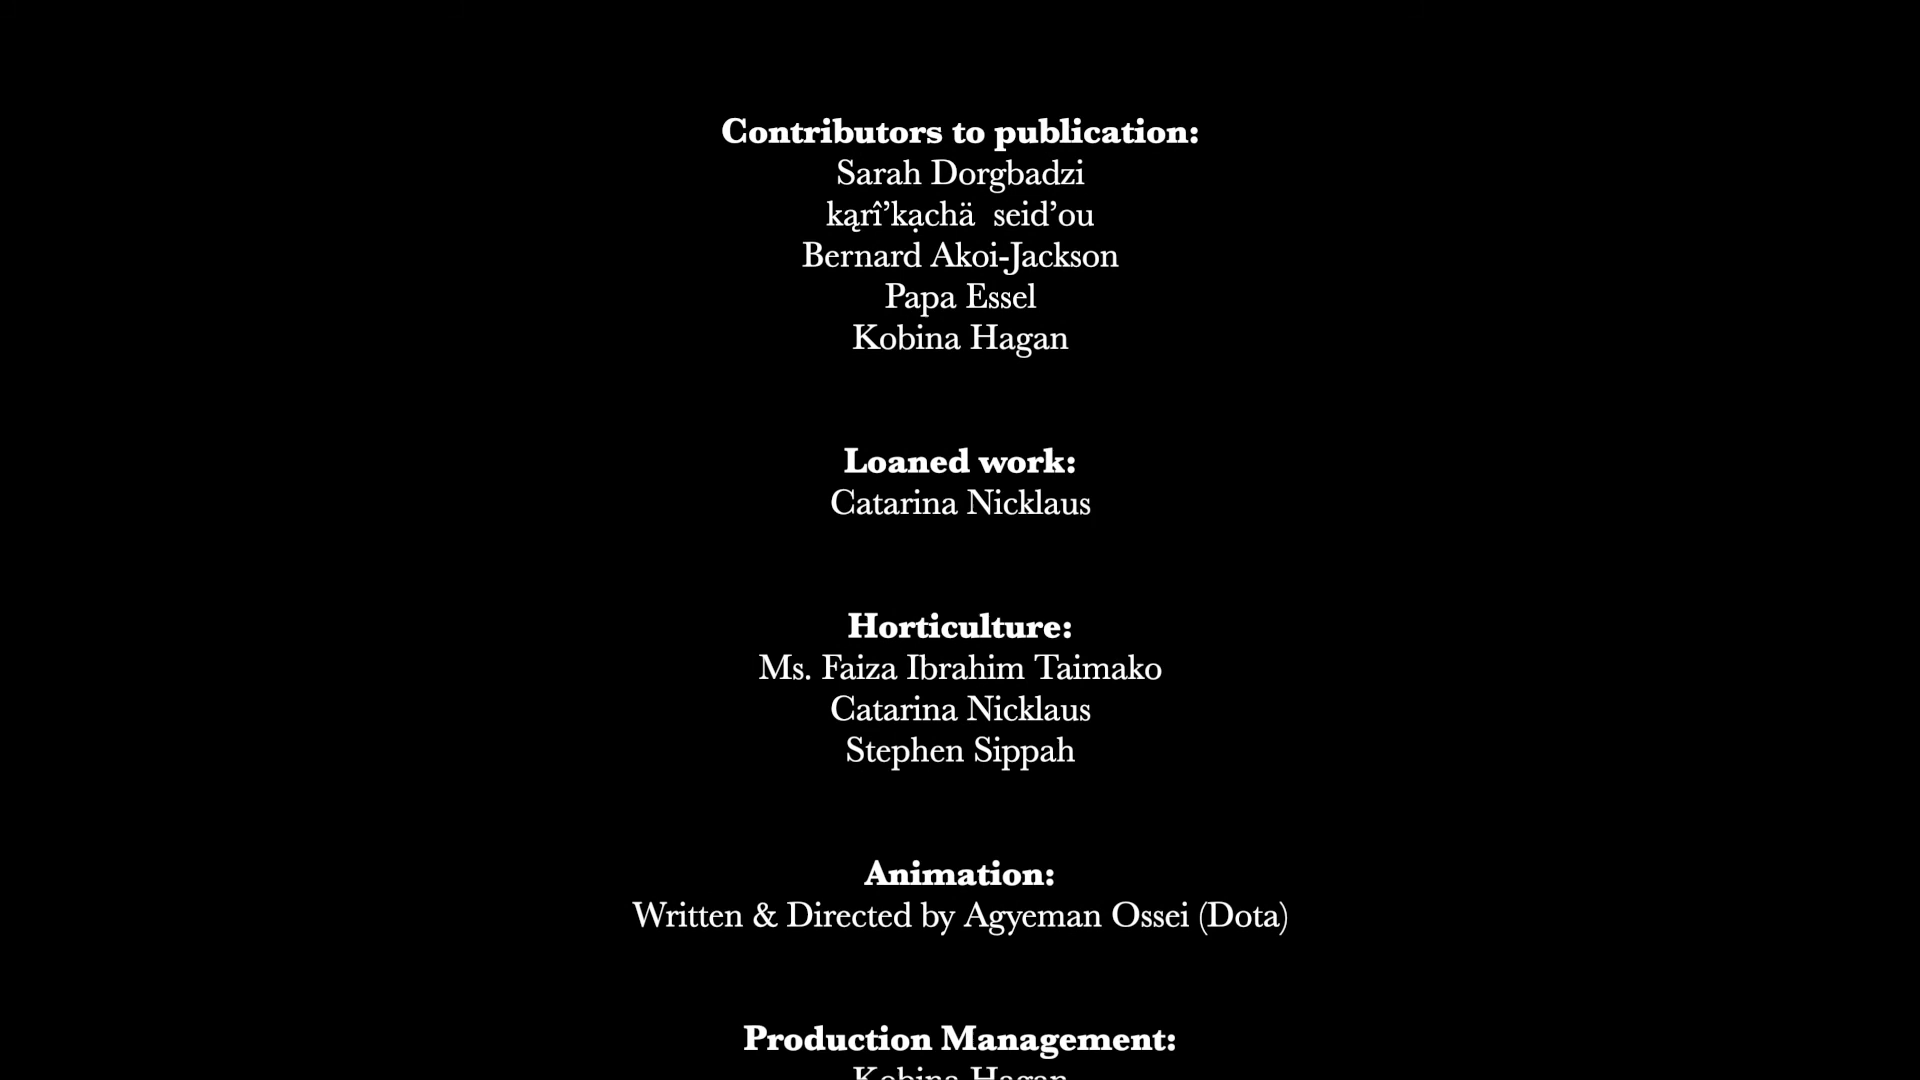 Contributors to publication:
Sarah Dorgbadzi
kąrî’kạchä seid’ou
Bernard Akoi-Jackson
Papa Essel
Kobina Hagan
Loaned work:
Catarina Nicklaus
Horticulture:
Ms. Faiza Ibrahim Taimako
Catarina Nicklaus
Stephen Sippah
Animation:
Written & Directed by Agyeman Ossei (Dota)
Production Management:
Kobina Hagan